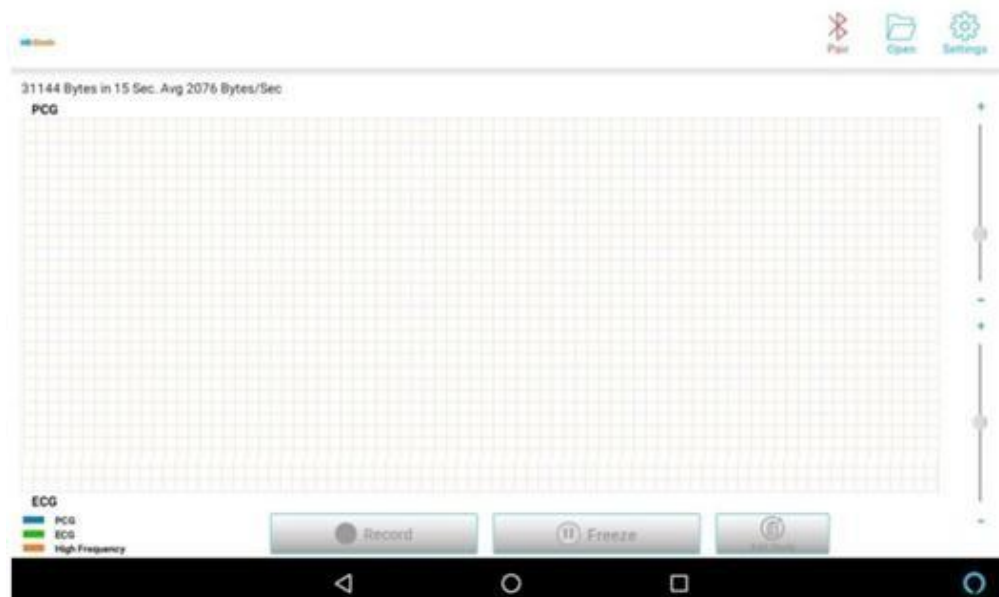 Pair
Open
Settings
31144 Bytes in 15 Sec. Avg 2076 Bytes/Sec
PCG
+
-
+
-
ECG
PCG
ECG
High Frequency
Record
Freeze